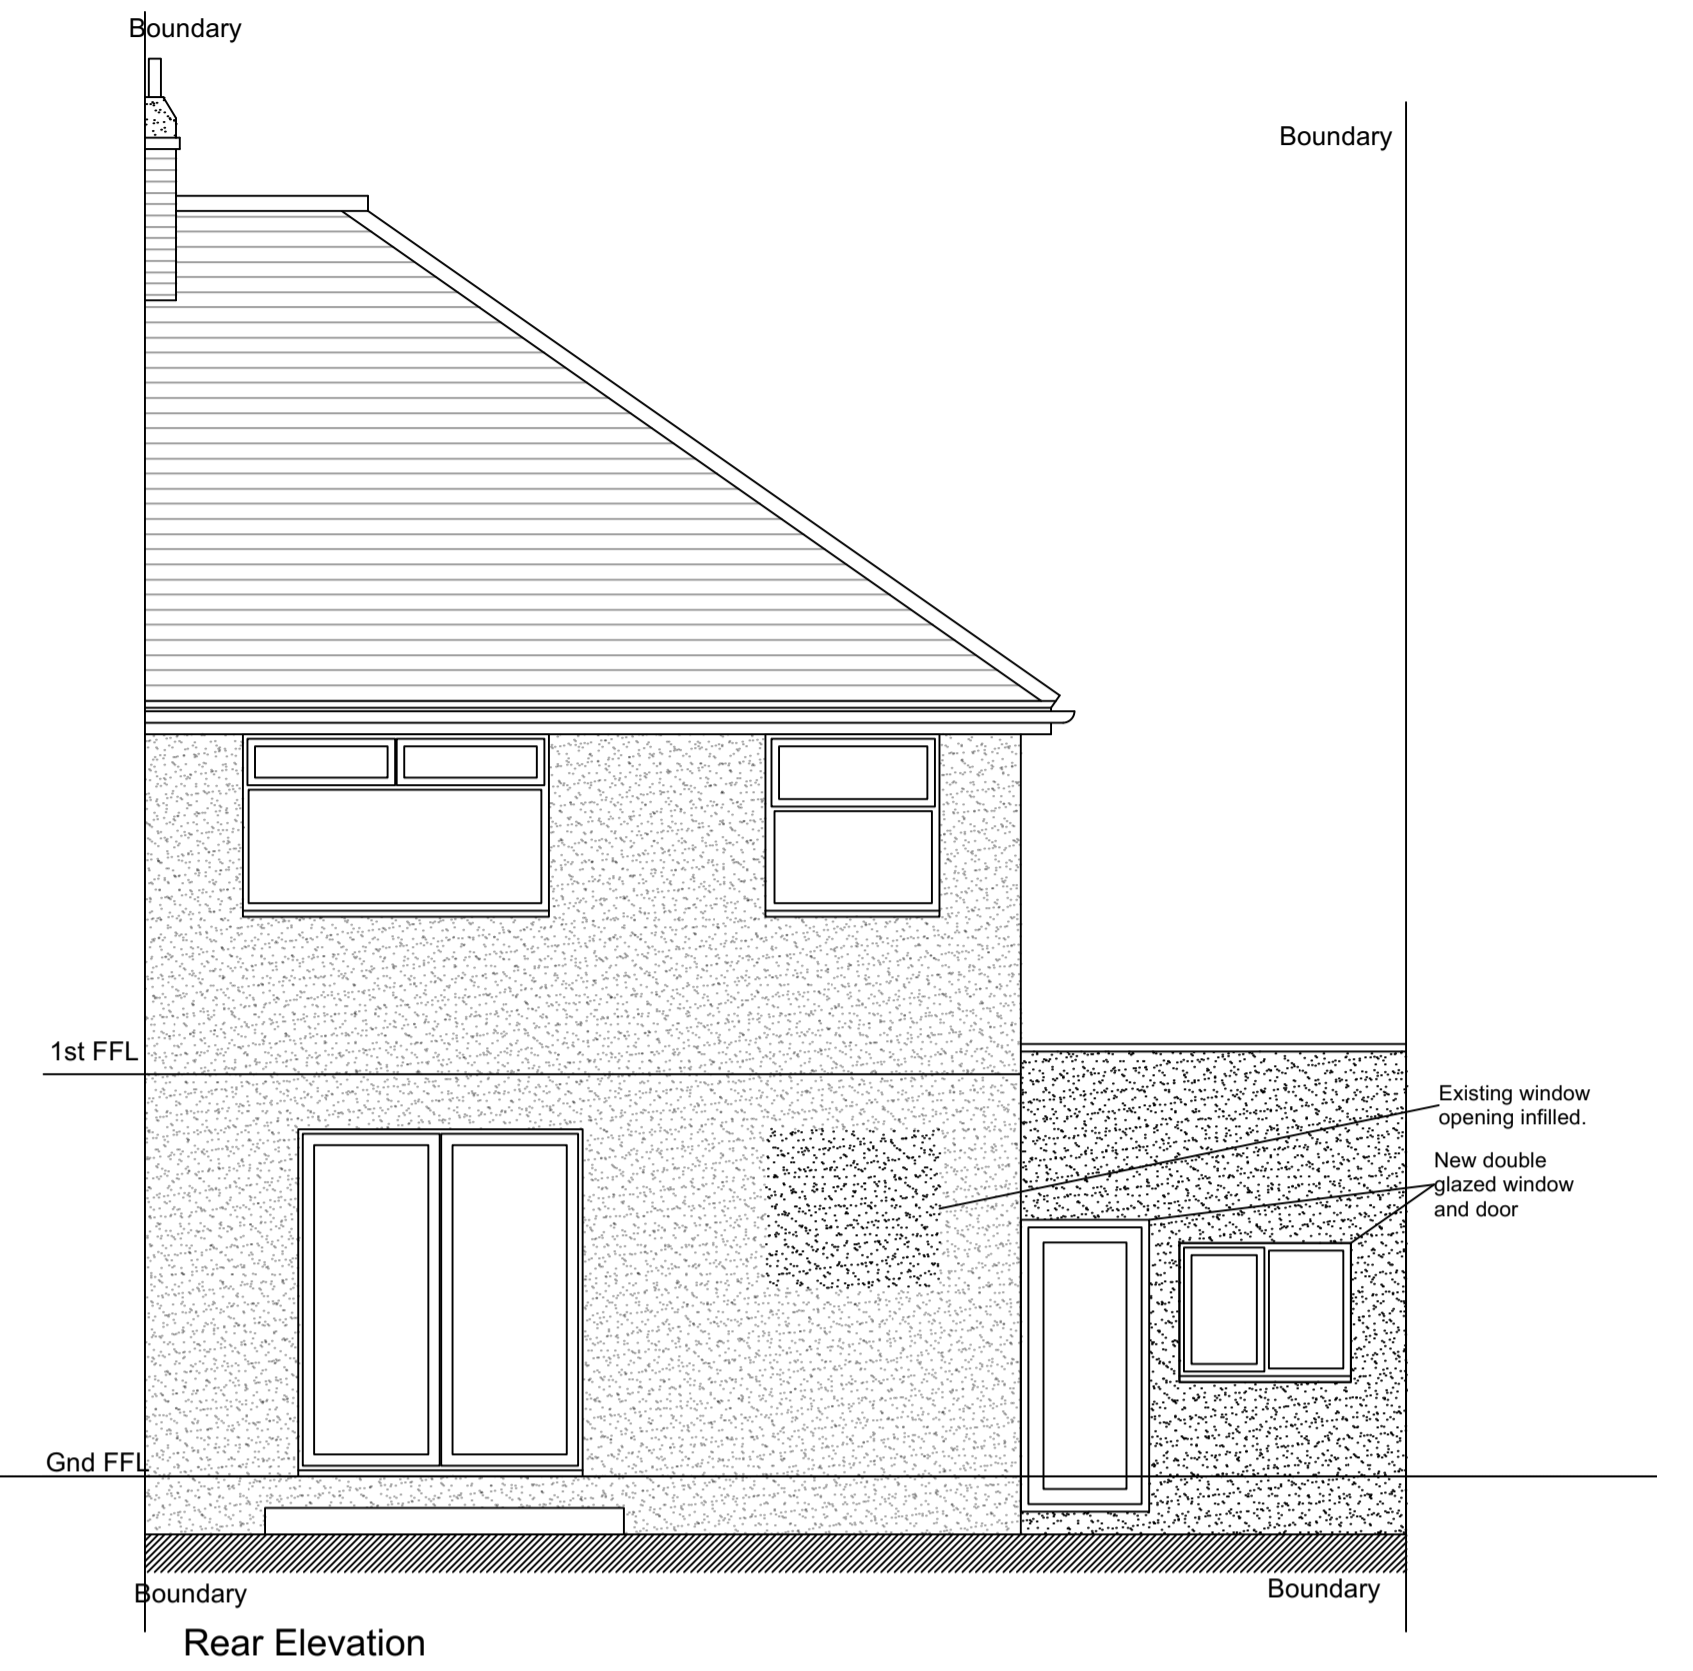 Boundary
Boundary
1st FFL
Existing window
opening infilled.
New double
glazed window
and door
Gnd FFL
Boundary
Boundary
Rear Elevation